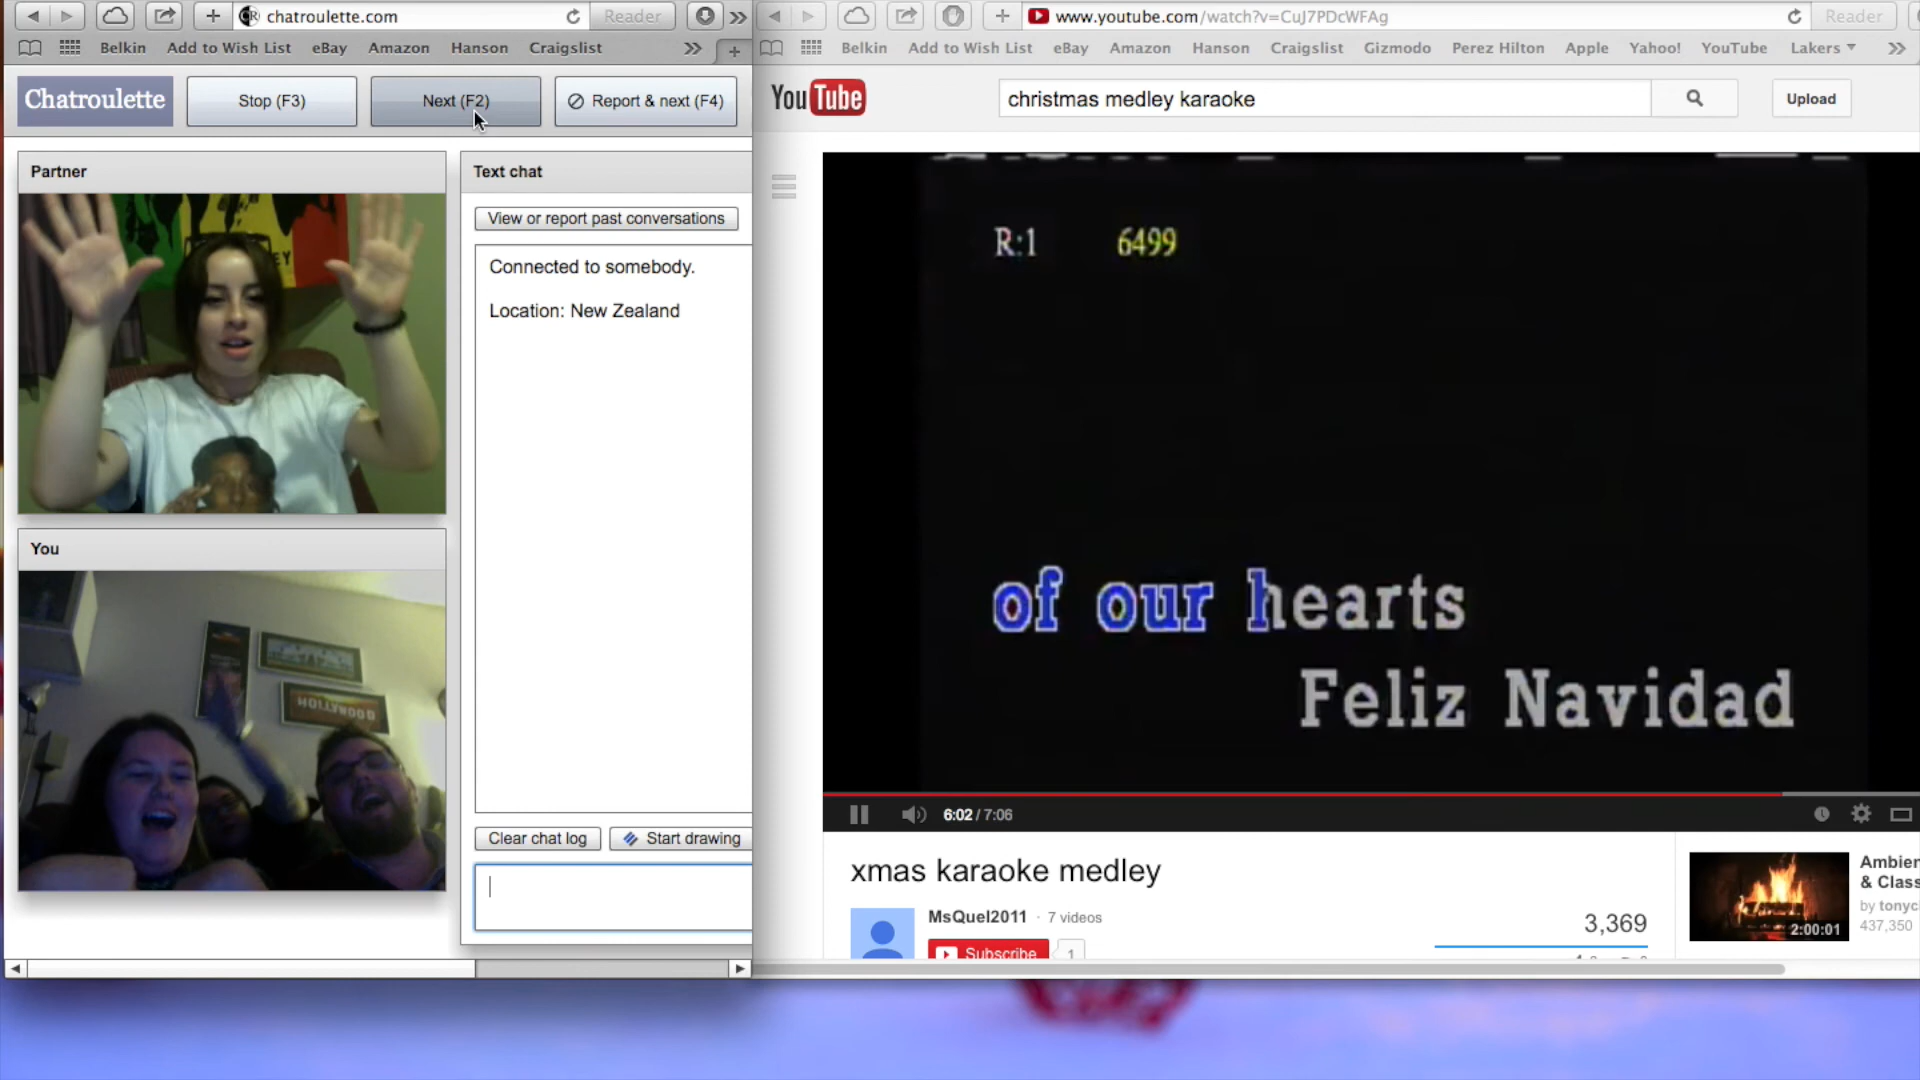 chatroulette.com
Reader
Belkin Add to Wish List eBay Amazon Hanson Craigslist
Chatroulette
Stop (F3)
Next (F2)
Report & next (F4)
Partner
You
Text chat
View or report past conversations
Connected to somebody.
Location: New Zealand
Clear chat log
Start drawing
www.youtube.com/watch?v=CuJ7PDcWFAg
Reader
Belkin Add to Wish List eBay Amazon Hanson Craigslist Gizmodo Perez Hilton Apple Yahoo! YouTube Lakers
YouTube
christmas medley karaoke
Upload
R:1 6499
of our hearts
Feliz Navidad
6:02 / 7:06
xmas karaoke medley
MsQuel2011 · 7 videos
Subscribe 1
3,369
2:00:01
Ambien
& Class
by tonycl
437,350